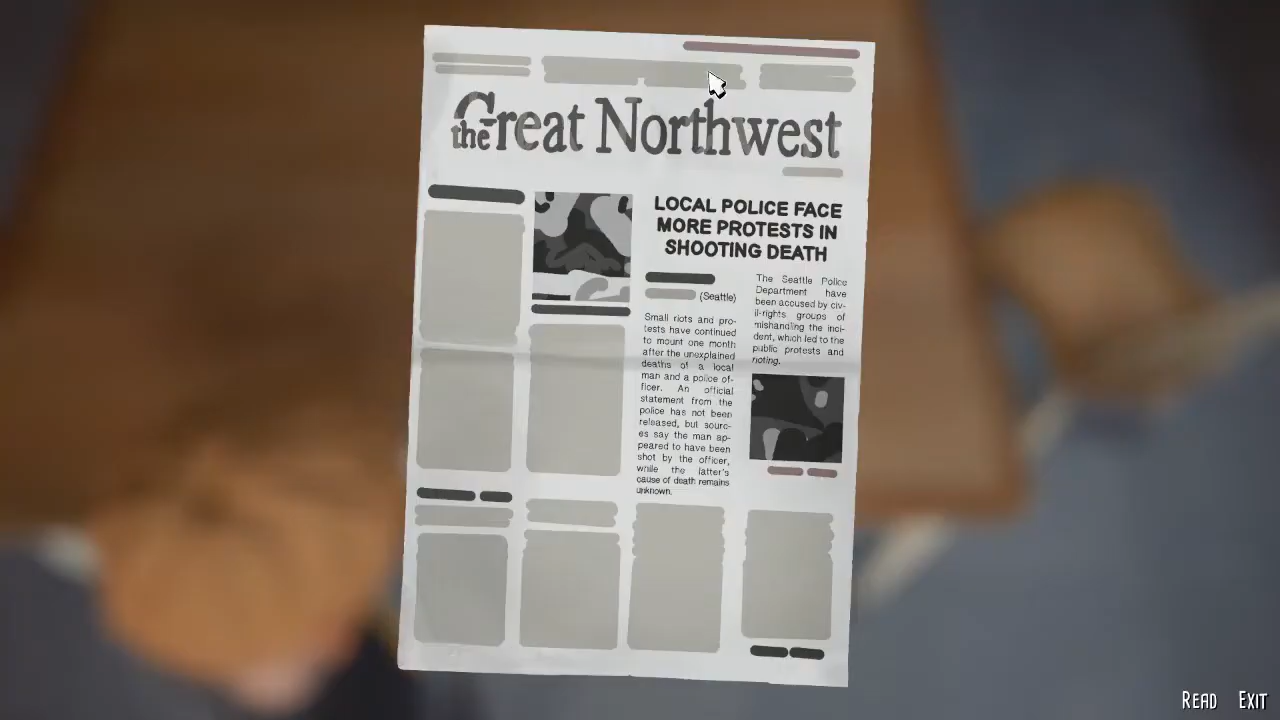 the Great Northwest
LOCAL POLICE FACE
MORE PROTESTS IN
SHOOTING DEATH
(Seattle)
Small riots and pro-
tests have continued
to mount one month
after the unexplained
deaths of a local
man and a police of-
ficer. An official
statement from the
police has not been
released, but sourc-
es say the man ap-
peared to have been
shot by the officer,
while the latter's
cause of death remains
unknown.
The Seattle Police
Department have
been accused by civ-
il-rights groups of
mishandling the inci-
dent, which led to the
public protests and
rioting.
READ EXIT